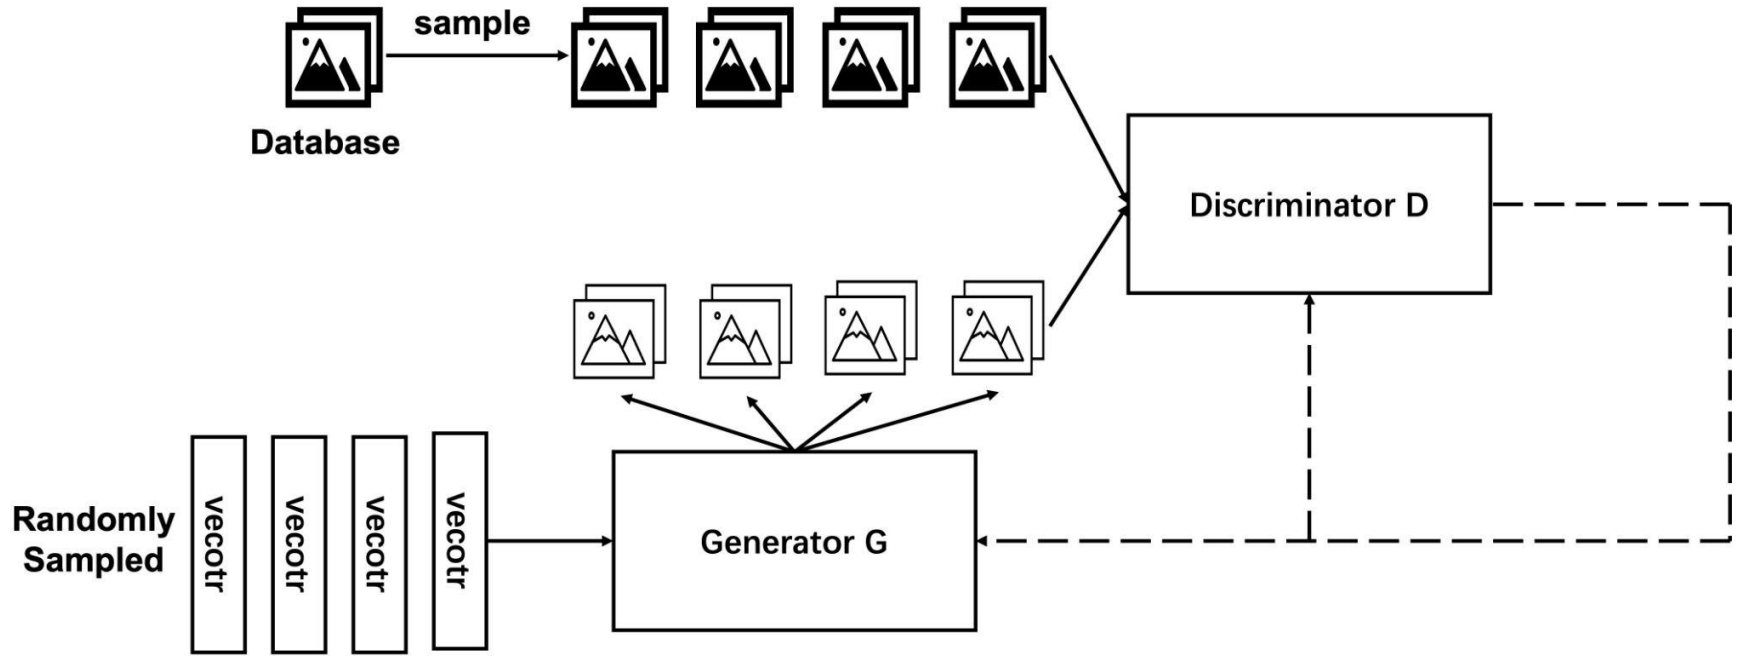 sample
Database
Discriminator D
Randomly
Sampled
vecotr
vecotr
vecotr
vecotr
Generator G